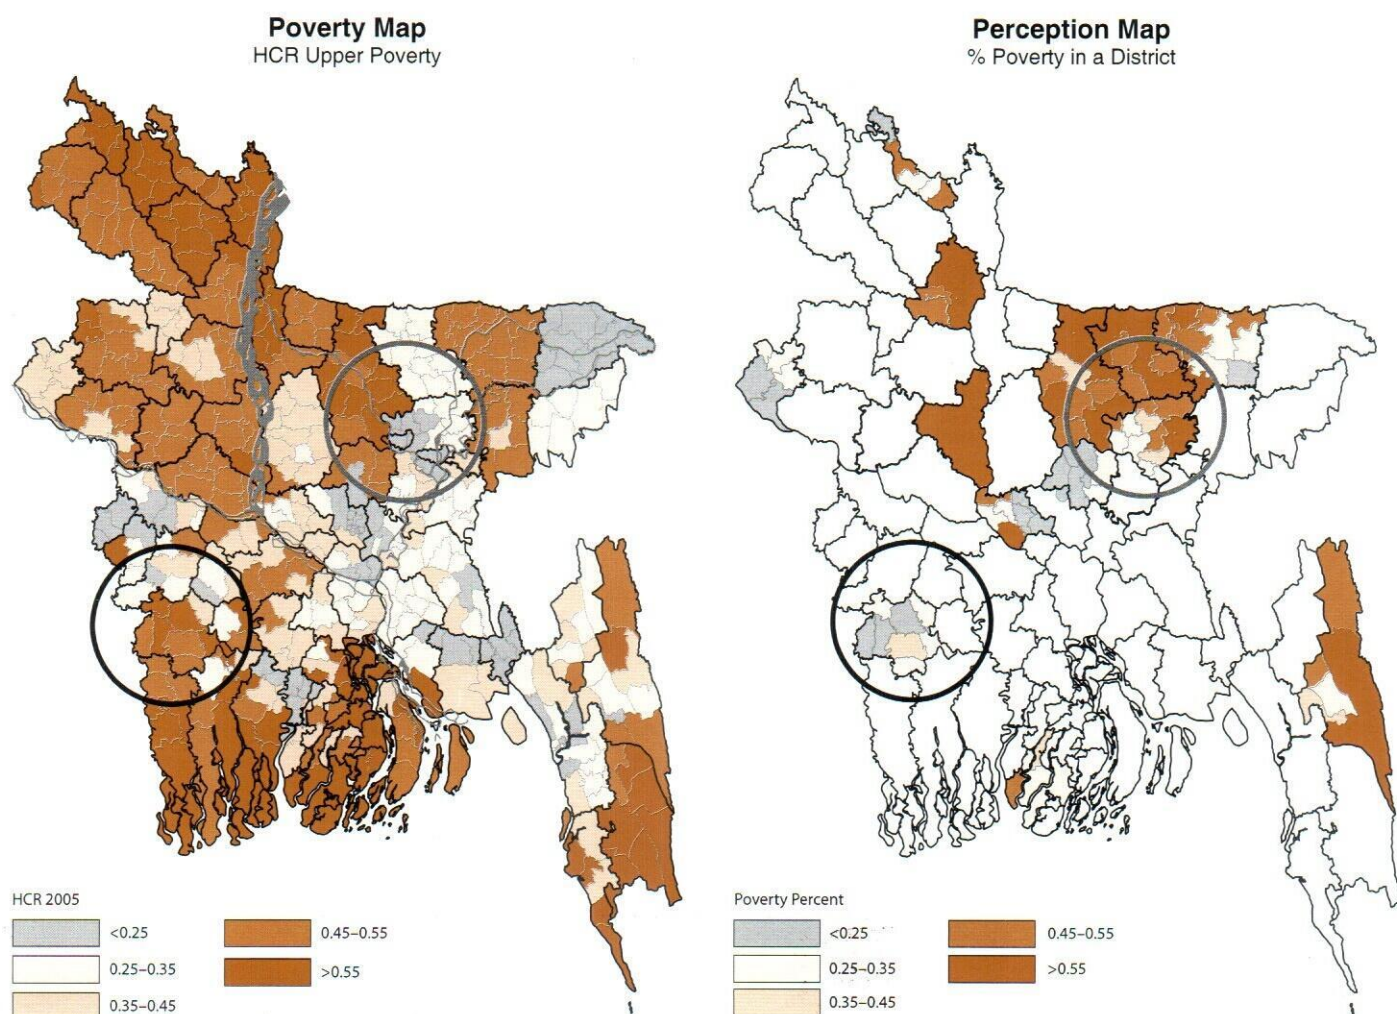 Poverty Map
HCR Upper Poverty
Perception Map
% Poverty in a District
HCR 2005
<0.25
0.25–0.35
0.35–0.45
0.45–0.55
>0.55
Poverty Percent
<0.25
0.25–0.35
0.35–0.45
0.45–0.55
>0.55